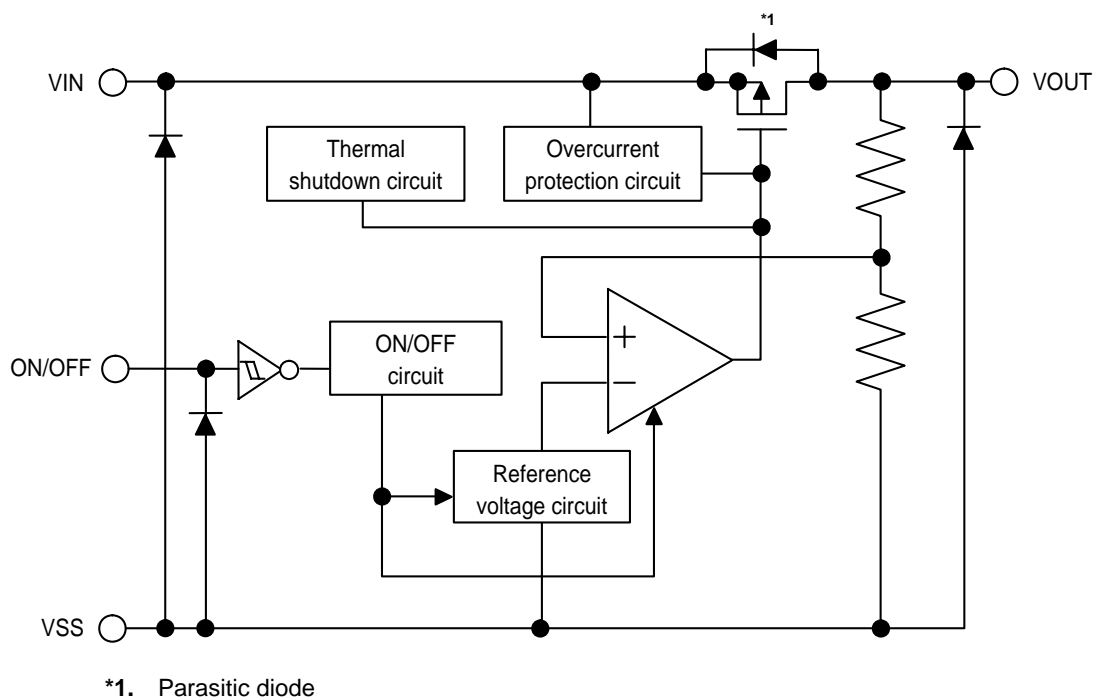 *1
VIN
VOUT
Thermal
shutdown circuit
Overcurrent
protection circuit
+
−
ON/OFF
ON/OFF
circuit
Reference
voltage circuit
VSS
*1. Parasitic diode